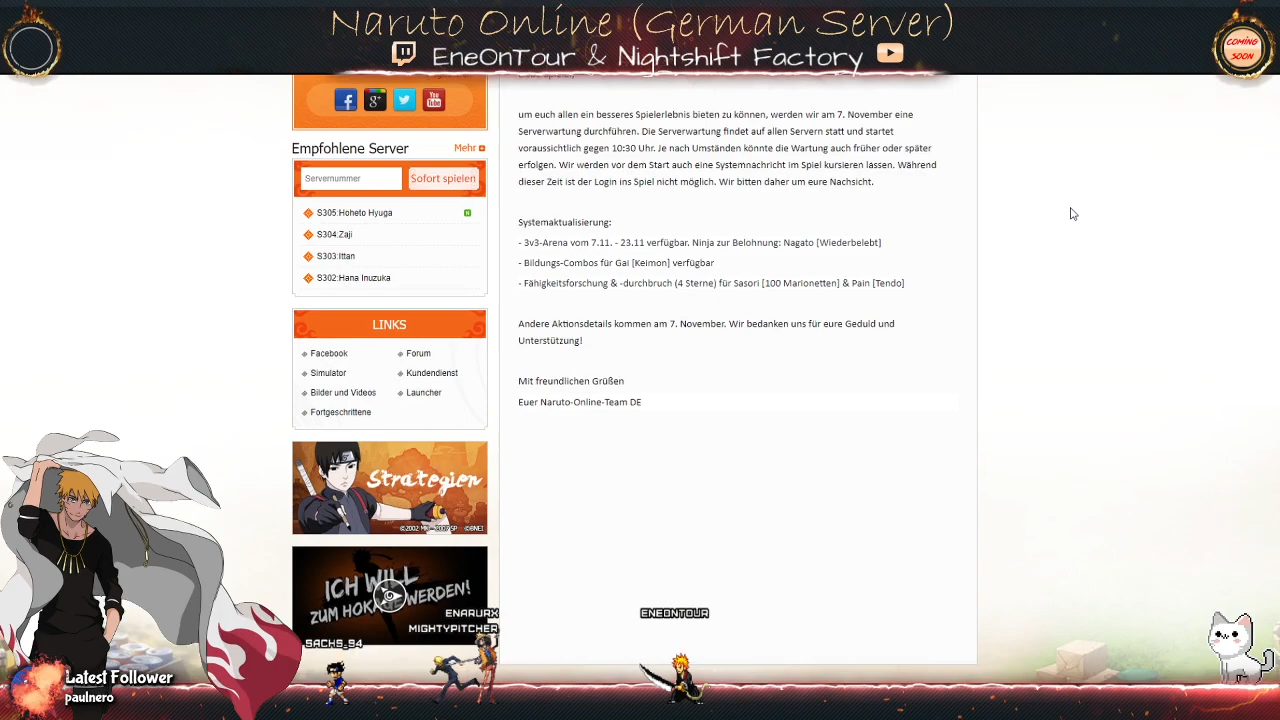 Naruto Online (German Server)
EneOnTour & Nightshift Factory
COMING
SOON
Empfohlene Server
Mehr
Servernummer
Sofort spielen
S305:Hoheto Hyuga
S304:Zaji
S303:Ittan
S302:Hana Inuzuka
LINKS
Facebook
Forum
Simulator
Kundendienst
Bilder und Videos
Launcher
Fortgeschrittene
Strategien
ICH WILL
ZUM HOKAGE WERDEN!
um euch allen ein besseres Spielerlebnis bieten zu können, werden wir am 7. November eine
Serverwartung durchführen. Die Serverwartung findet auf allen Servern statt und startet
voraussichtlich gegen 10:30 Uhr. Je nach Umständen könnte die Wartung auch früher oder später
erfolgen. Wir werden vor dem Start auch eine Systemnachricht im Spiel kursieren lassen. Während
dieser Zeit ist der Login ins Spiel nicht möglich. Wir bitten daher um eure Nachsicht.
Systemaktualisierung:
- 3v3-Arena vom 7.11. - 23.11 verfügbar. Ninja zur Belohnung: Nagato [Wiederbelebt]
- Bildungs-Combos für Gai [Keimon] verfügbar
- Fähigkeitsforschung & -durchbruch (4 Sterne) für Sasori [100 Marionetten] & Pain [Tendo]
Andere Aktionsdetails kommen am 7. November. Wir bedanken uns für eure Geduld und
Unterstützung!
Mit freundlichen Grüßen
Euer Naruto-Online-Team DE
ENARURX
MIGHTYPITCHER
SACHS_94
ENEONTOUR
Latest Follower
paulnero